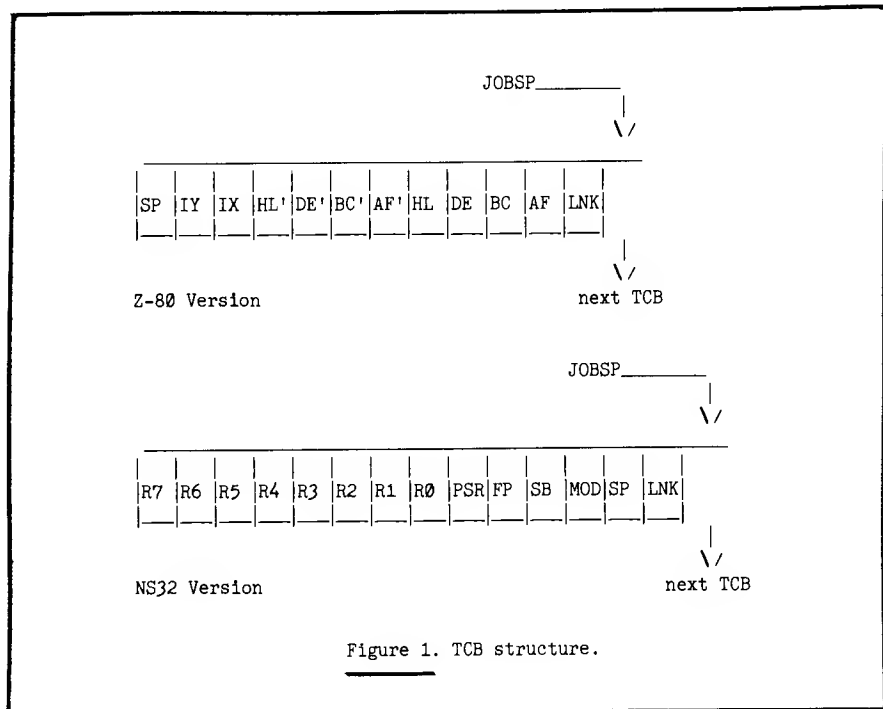 JOBSP
SP IY IX HL' DE' BC' AF' HL DE BC AF LNK
Z-80 Version next TCB
JOBSP
R7 R6 R5 R4 R3 R2 R1 R0 PSR FP SB MOD SP LNK
NS32 Version next TCB
Figure 1. TCB structure.